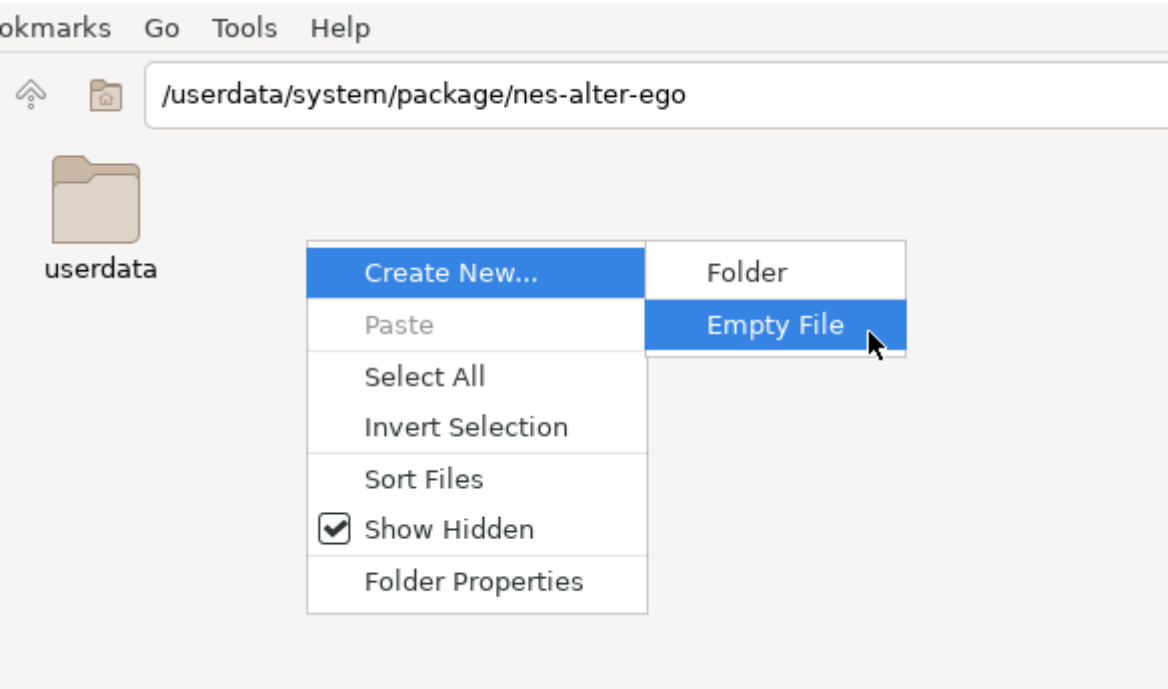 okmarks Go Tools Help
/userdata/system/package/nes-alter-ego
userdata
Create New...
Folder
Paste
Empty File
Select All
Invert Selection
Sort Files
Show Hidden
Folder Properties